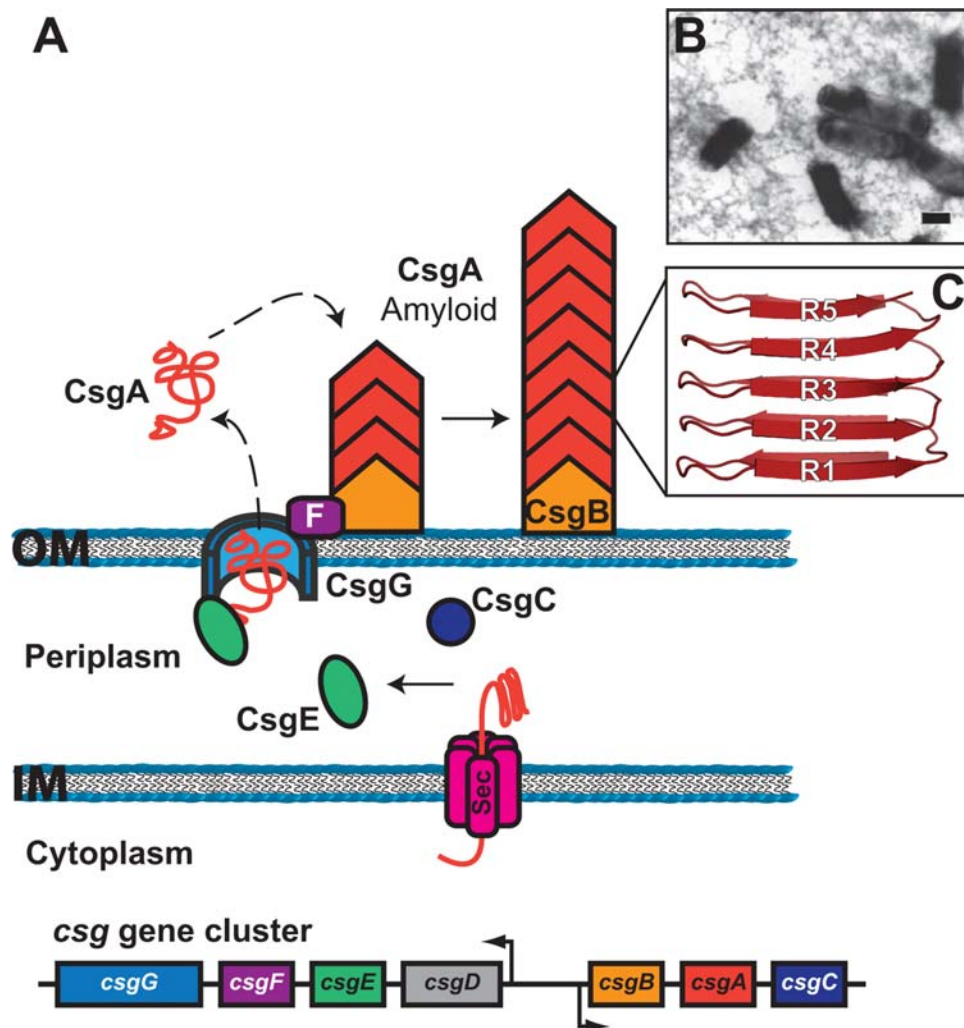 A
B
CsgA
Amyloid
C
R5
R4
R3
R2
R1
CsgA
F
CsgB
OM
CsgG
CsgC
Periplasm
CsgE
IM
Sec
Cytoplasm
csg gene cluster
csgG csgF csgE csgD csgB csgA csgC